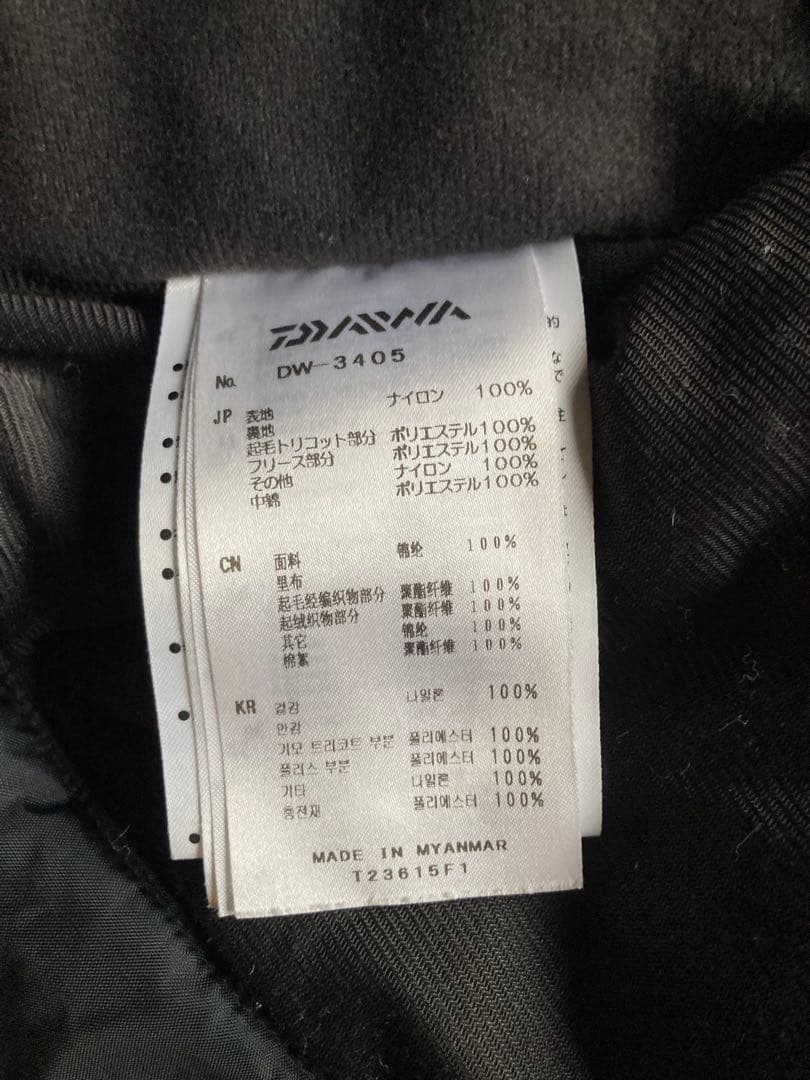 DAIWA
No. DW-3405
JP 表地 ナイロン 100%
裏地
起毛トリコット部分 ポリエステル100%
フリース部分 ポリエステル100%
その他 ナイロン 100%
中綿 ポリエステル100%
CN 面料 锦纶 100%
里布
起毛经编织物部分 聚酯纤维 100%
起绒织物部分 聚酯纤维 100%
其它 锦纶 100%
棉絮 聚酯纤维 100%
KR 겉감 나일론 100%
안감
기모 트리코트 부분 폴리에스터 100%
플리스 부분 폴리에스터 100%
기타 나일론 100%
충전재 폴리에스터 100%
MADE IN MYANMAR
T23615F1
的
な
で